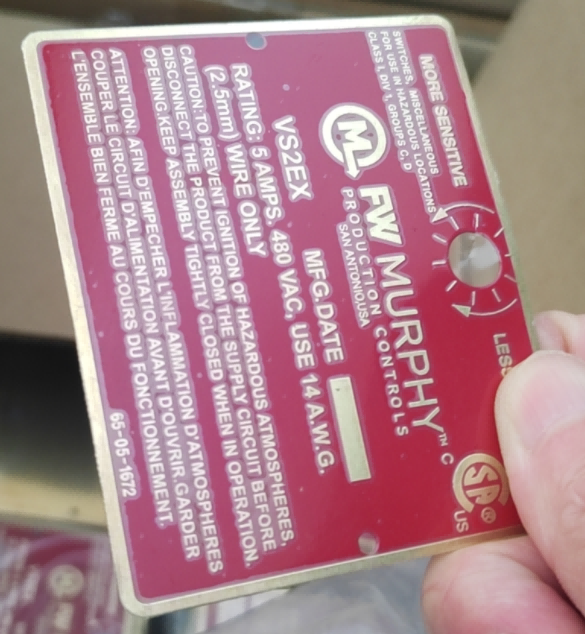 MORE SENSITIVE
LESS
SWITCHES, MISCELLANEOUS
FOR USE IN HAZARDOUS LOCATIONS
CLASS I, DIV 1, GROUPS C, D
M FW MURPHY™
PRODUCTION CONTROLS
SAN ANTONIO USA
C SP® US
VS2EX MFG.DATE
RATING: 5 AMPS. 480 VAC, USE 14 A.W.G.
(2.5mm) WIRE ONLY
CAUTION:TO PREVENT IGNITION OF HAZARDOUS ATMOSPHERES,
DISCONNECT THE PRODUCT FROM THE SUPPLY CIRCUIT BEFORE
OPENING.KEEP ASSEMBLY TIGHTLY CLOSED WHEN IN OPERATION.
ATTENTION: AFIN D'EMPECHER L'INFLAMMATION D'ATMOSPHERES
COUPER LE CIRCUIT D'ALIMENTATION AVANT D'OUVRIR.GARDER
L'ENSEMBLE BIEN FERME AU COURS DU FONCTIONNEMENT.
65-05-1672
M FW